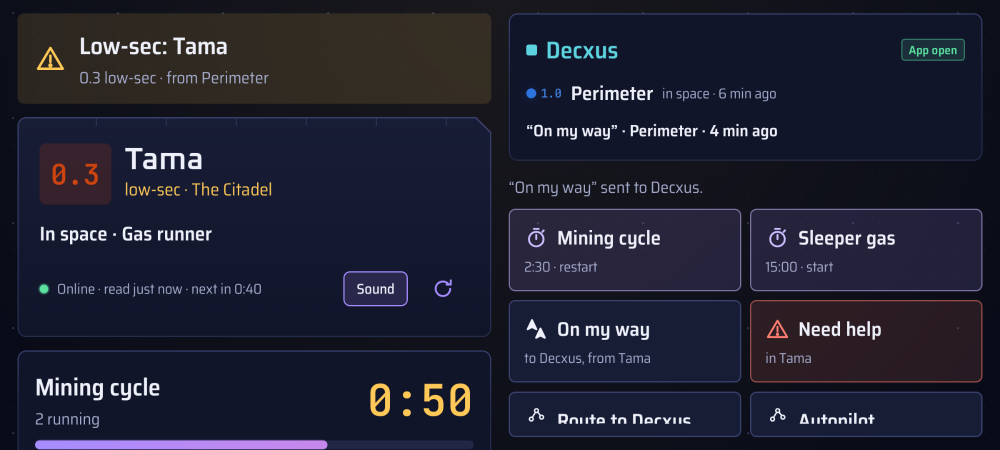 Low-sec: Tama
0.3 low-sec · from Perimeter
0.3
Tama
low-sec · The Citadel
In space · Gas runner
Online · read just now · next in 0:40
Sound
Mining cycle
2 running
0:50
Decxus
App open
1.0 Perimeter in space · 6 min ago
“On my way” · Perimeter · 4 min ago
“On my way” sent to Decxus.
Mining cycle
2:30 · restart
Sleeper gas
15:00 · start
On my way
to Decxus, from Tama
Need help
in Tama
Route to Decxus
Autopilot